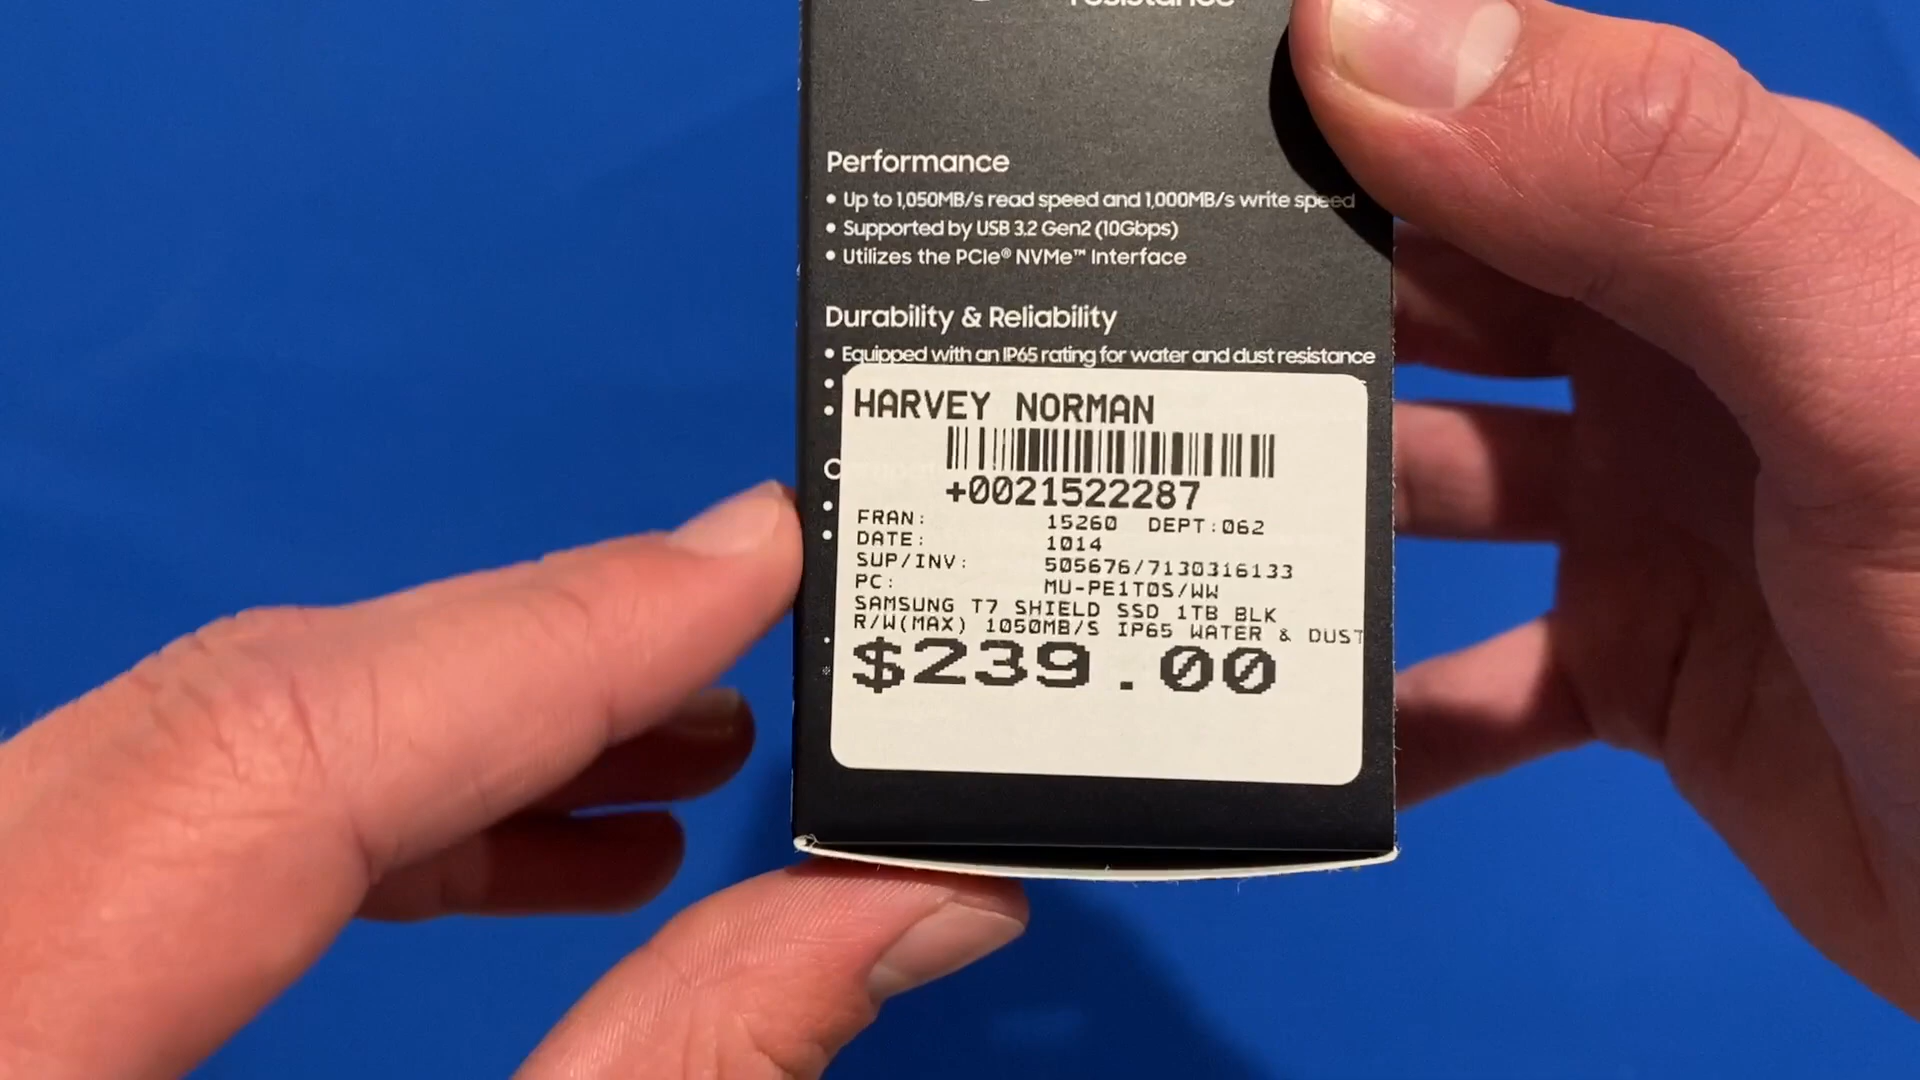 Performance
• Up to 1,050MB/s read speed and 1,000MB/s write speed
• Supported by USB 3.2 Gen2 (10Gbps)
• Utilizes the PCIe® NVMe™ Interface
Durability & Reliability
• Equipped with an IP65 rating for water and dust resistance
HARVEY NORMAN
+0021522287
FRAN: 15260 DEPT:062
DATE: 1014
SUP/INV: 505676/7130316133
PC: MU-PE1T0S/WW
SAMSUNG T7 SHIELD SSD 1TB BLK
R/W(MAX) 1050MB/S IP65 WATER & DUST
$239.00